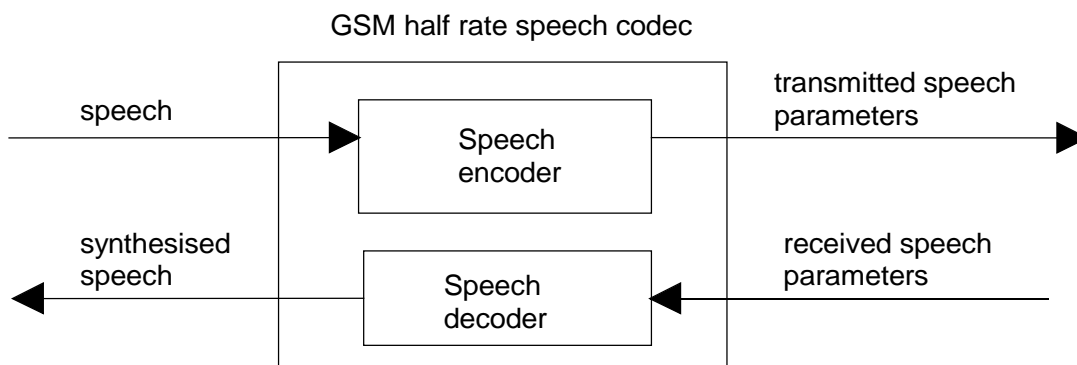 GSM half rate speech codec
speech
Speech
encoder
transmitted speech
parameters
synthesised
speech
Speech
decoder
received speech
parameters